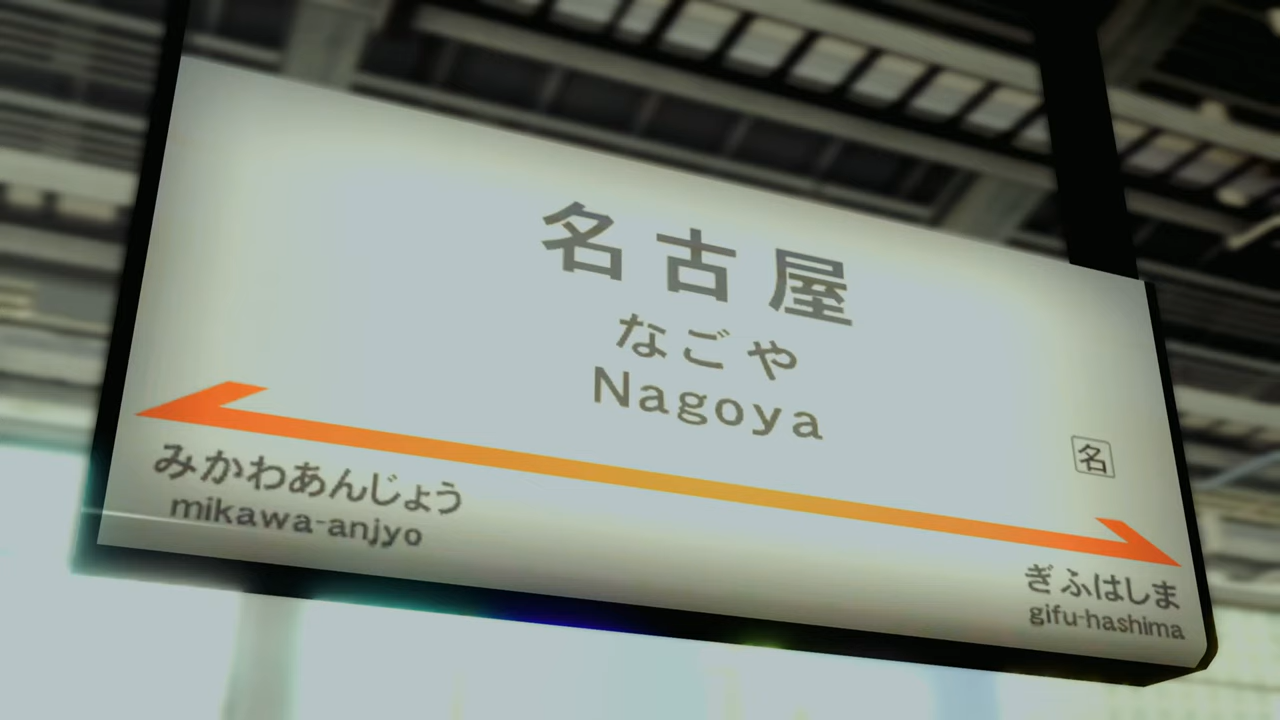 名古屋
なごや
Nagoya
名
みかわあんじょう
mikawa-anjyo
ぎふはしま
gifu-hashima